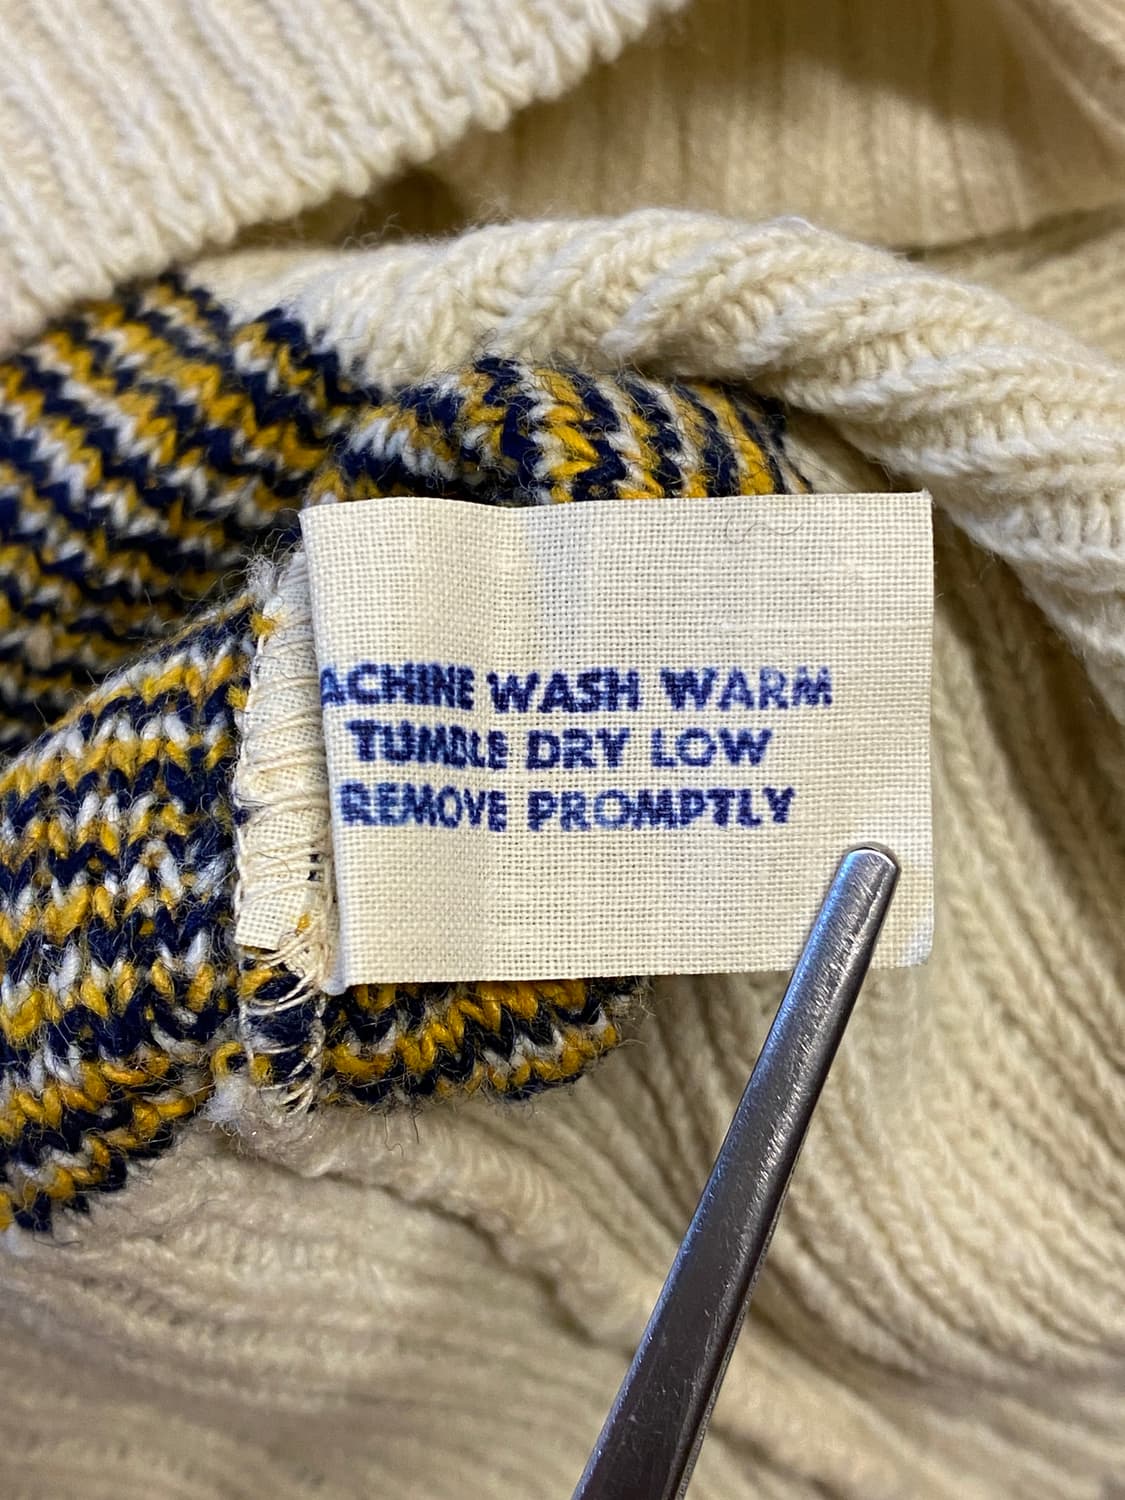 ACHINE WASH WARM
TUMBLE DRY LOW
REMOVE PROMPTLY